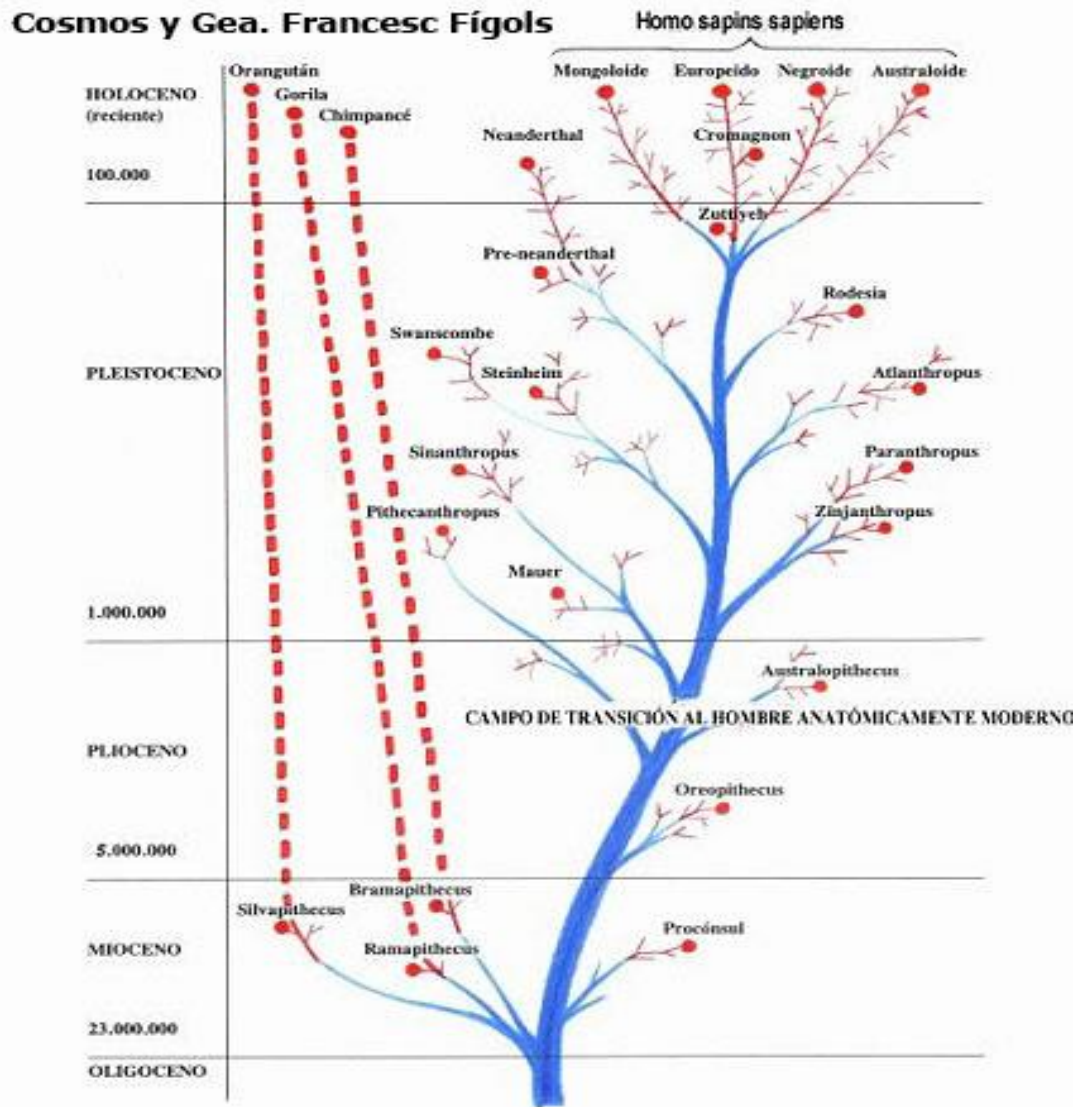 Cosmos y Gea. Francesc Fígols
Homo sapins sapiens
Orangután
Gorila
Chimpancé
Mongoloide
Europeido
Negroide
Australoide
HOLOCENO
(reciente)
Neanderthal
Cromagnon
100.000
Zuttiyeh
Pre-neanderthal
Rodesia
Swanscombe
PLEISTOCENO
Steinheim
Atlanthropus
Sinanthropus
Paranthropus
Pithecanthropus
Zinjanthropus
Mauer
1.000.000
Australopithecus
CAMPO DE TRANSICIÓN AL HOMBRE ANATÓMICAMENTE MODERNO
PLIOCENO
Oreopithecus
5.000.000
Bramapithecus
Silvapithecus
Procónsul
MIOCENO
Ramapithecus
23.000.000
OLIGOCENO